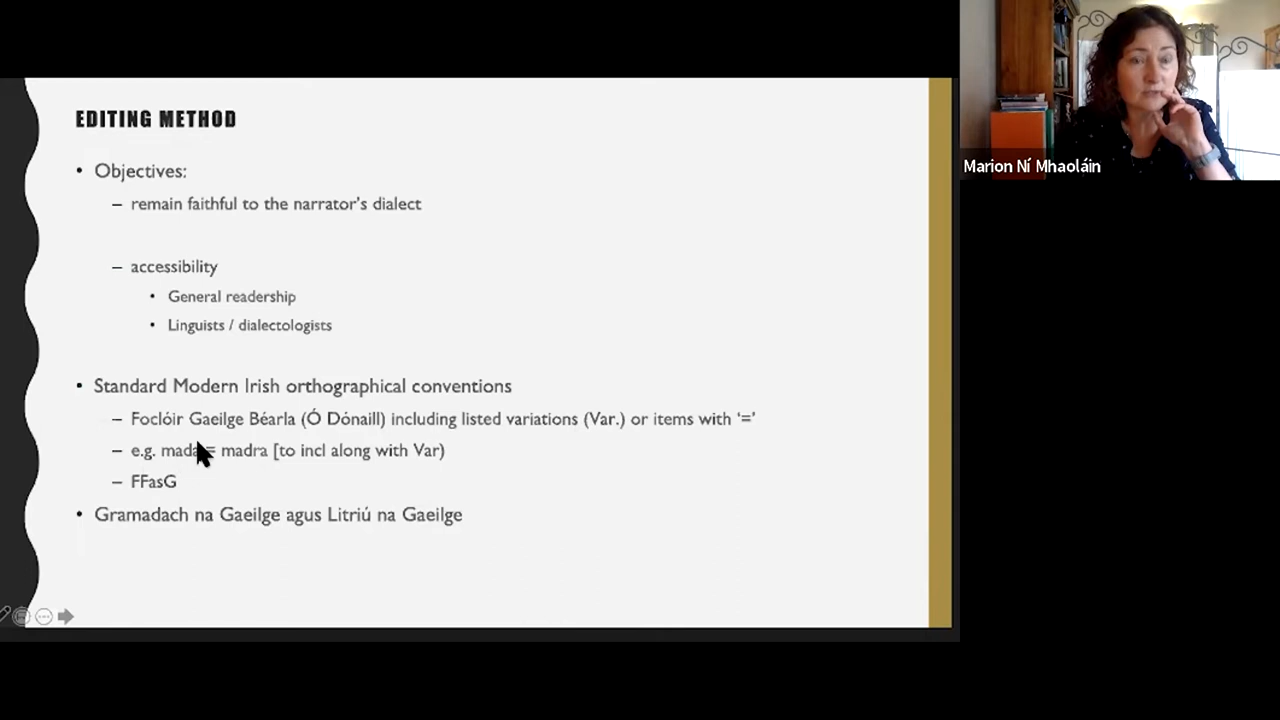 EDITING METHOD
• Objectives:
– remain faithful to the narrator's dialect
– accessibility
• General readership
• Linguists / dialectologists
• Standard Modern Irish orthographical conventions
– Foclóir Gaeilge Béarla (Ó Dónaill) including listed variations (Var.) or items with ‘=’
– e.g. mada = madra [to incl along with Var)
– FFasG
• Gramadach na Gaeilge agus Litriú na Gaeilge
Marion Ní Mhaoláin